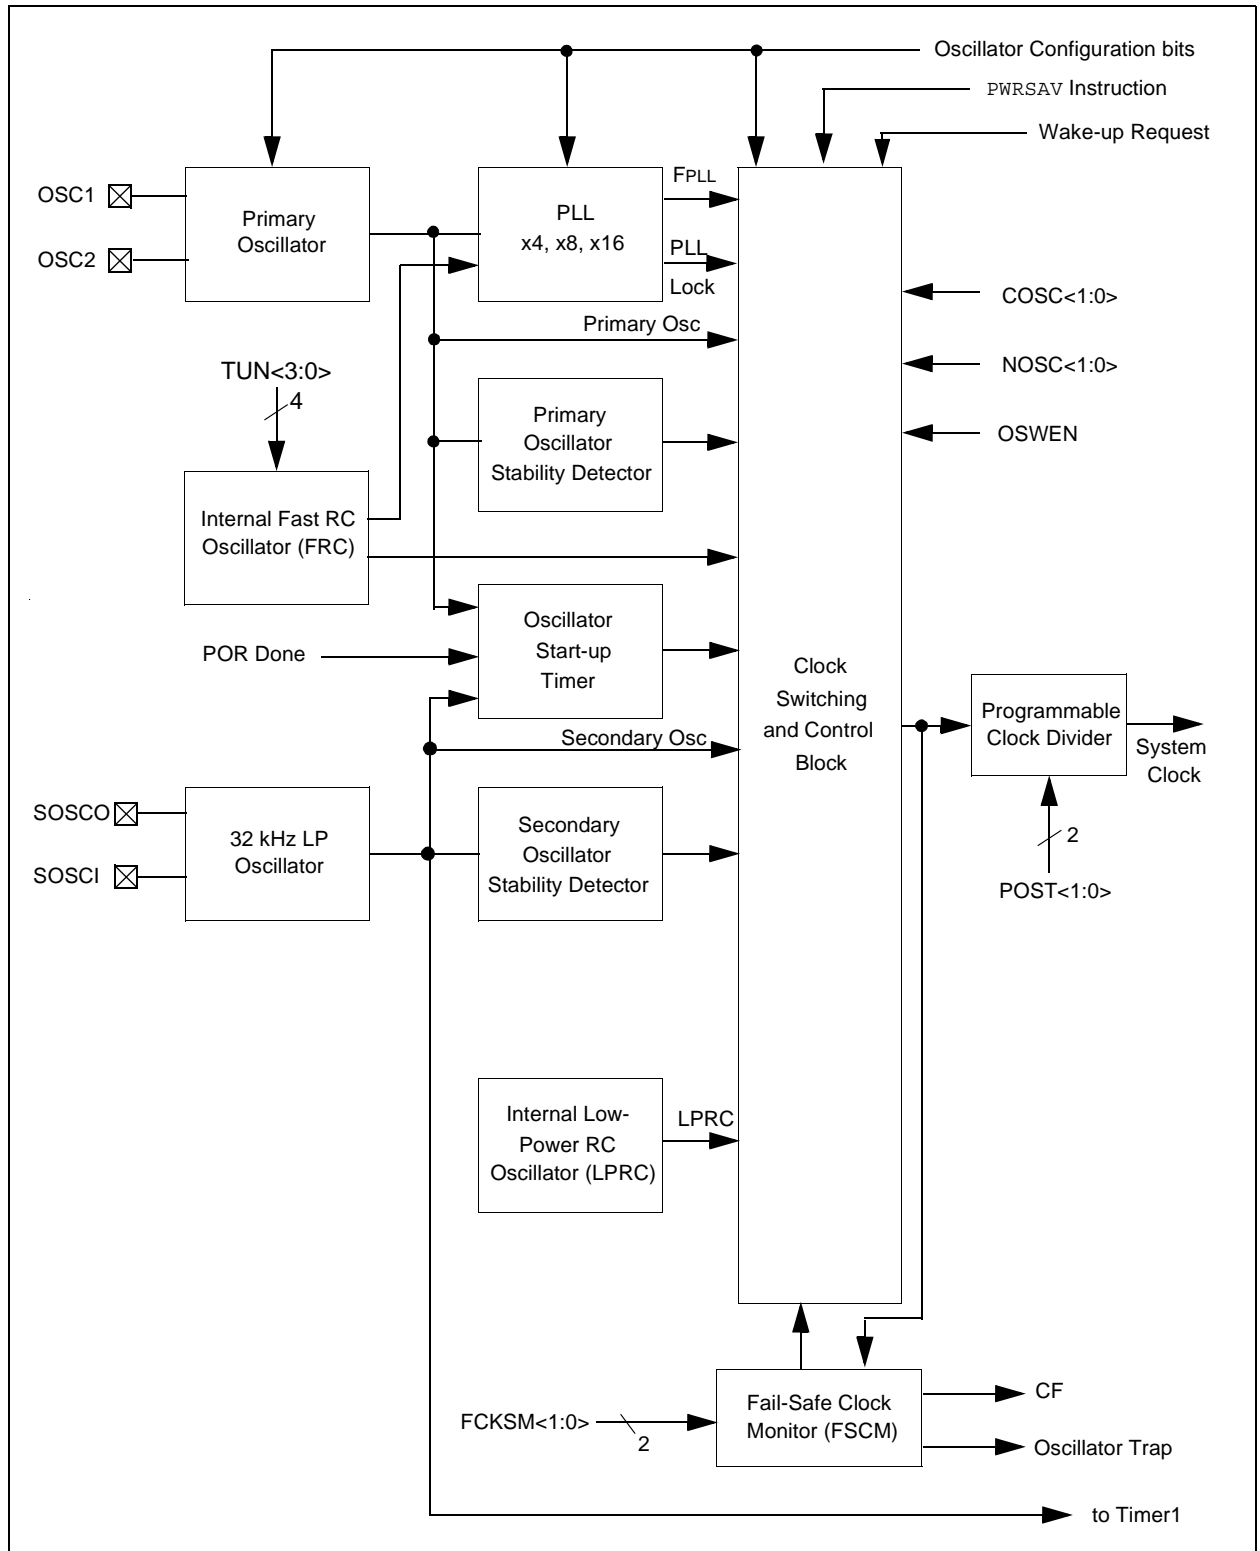 Oscillator Configuration bits
PWRSAV Instruction
Wake-up Request
OSC1
OSC2
Primary
Oscillator
PLL
x4, x8, x16
FPLL
PLL
Lock
COSC<1:0>
Primary Osc
NOSC<1:0>
TUN<3:0>
4
Primary
Oscillator
Stability Detector
OSWEN
Internal Fast RC
Oscillator (FRC)
Oscillator
Start-up
Timer
POR Done
Clock
Switching
and Control
Block
Programmable
Clock Divider
System
Clock
Secondary Osc
SOSCO
SOSCI
32 kHz LP
Oscillator
Secondary
Oscillator
Stability Detector
2
POST<1:0>
Internal Low-
Power RC
Oscillator (LPRC)
LPRC
FCKSM<1:0>
2
Fail-Safe Clock
Monitor (FSCM)
CF
Oscillator Trap
to Timer1